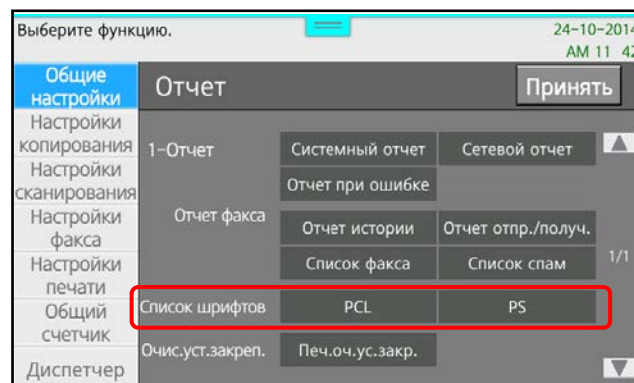 Выберите функцию.
24-10-2014
AM 11 42
Общие
настройки
Отчет
Принять
Настройки
копирования
1-Отчет
Системный отчет
Сетевой отчет
Настройки
сканирования
Отчет при ошибке
Настройки
факса
Отчет факса
Отчет истории
Отчет отпр./получ.
Настройки
печати
Список факса
Список спам
1/1
Общий
счетчик
Список шрифтов
PCL
PS
Диспетчер
Очис.уст.закреп.
Печ.оч.ус.закр.